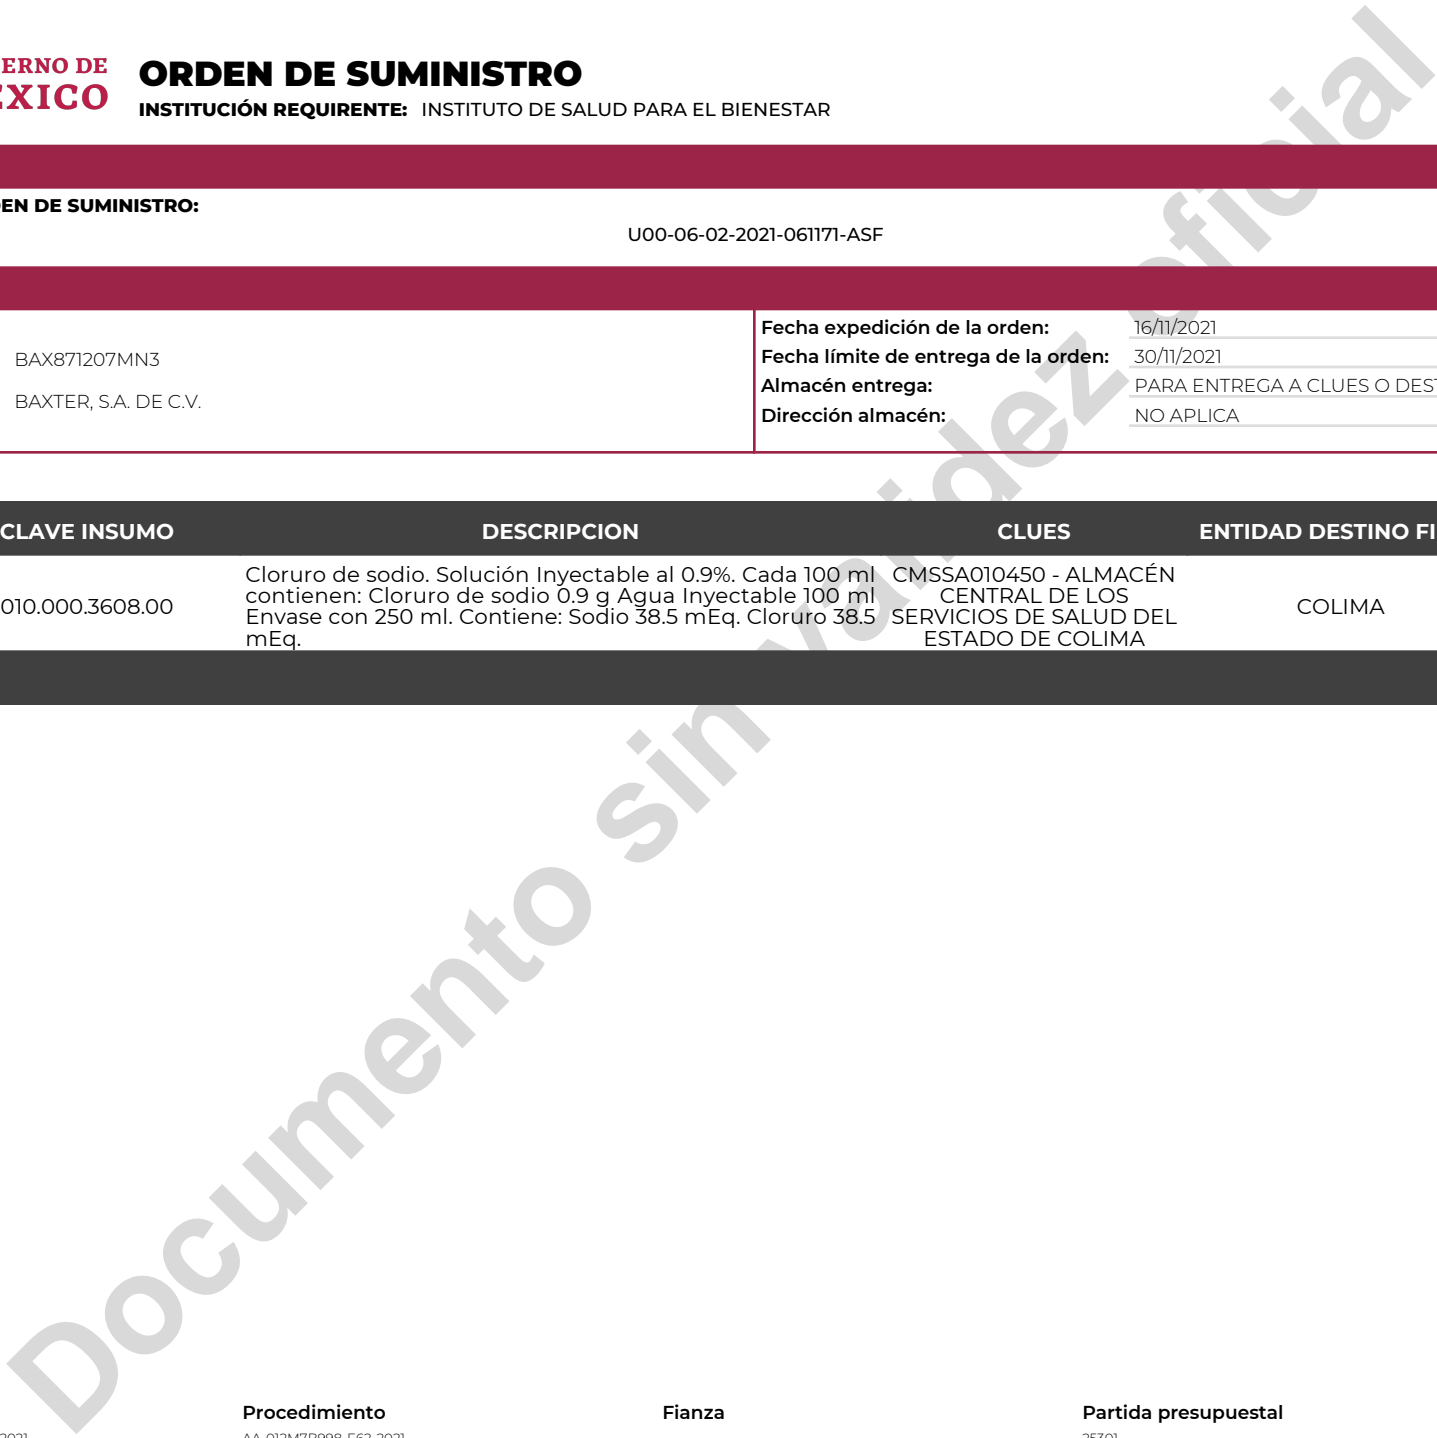 ERNO DE
ÉXICO
ORDEN DE SUMINISTRO
INSTITUCIÓN REQUIRENTE: INSTITUTO DE SALUD PARA EL BIENESTAR
EN DE SUMINISTRO:
U00-06-02-2021-061171-ASF
BAX871207MN3
BAXTER, S.A. DE C.V.
Fecha expedición de la orden: 16/11/2021
Fecha límite de entrega de la orden: 30/11/2021
Almacén entrega: PARA ENTREGA A CLUES O DEST
Dirección almacén: NO APLICA
CLAVE INSUMO DESCRIPCION CLUES ENTIDAD DESTINO FI
010.000.3608.00
Cloruro de sodio. Solución Inyectable al 0.9%. Cada 100 ml
contienen: Cloruro de sodio 0.9 g Agua Inyectable 100 ml
Envase con 250 ml. Contiene: Sodio 38.5 mEq. Cloruro 38.5
mEq.
CMSSA010450 - ALMACÉN
CENTRAL DE LOS
SERVICIOS DE SALUD DEL
ESTADO DE COLIMA
COLIMA
Documento sin validez oficial
Procedimiento Fianza Partida presupuestal